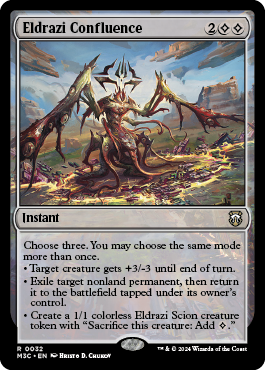 Eldrazi Confluence 2◇◇
Instant
Choose three. You may choose the same mode
more than once.
• Target creature gets +3/-3 until end of turn.
• Exile target nonland permanent, then return
it to the battlefield tapped under its owner's
control.
• Create a 1/1 colorless Eldrazi Scion creature
token with “Sacrifice this creature: Add ◇.”
R 0032
M3C • EN Hristo D. Chukov
™ & © 2024 Wizards of the Coast